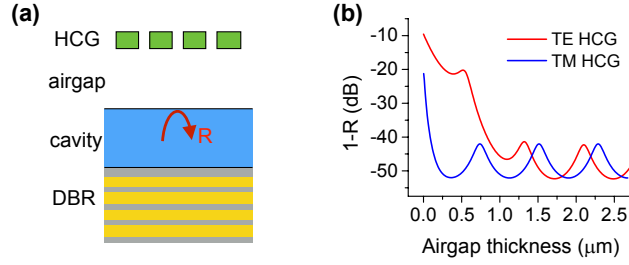 (a)
HCG
airgap
cavity
R
DBR
(b)
TE HCG
TM HCG
1-R (dB)
-10
-20
-30
-40
-50
0.0 0.5 1.0 1.5 2.0 2.5
Airgap thickness (μm)